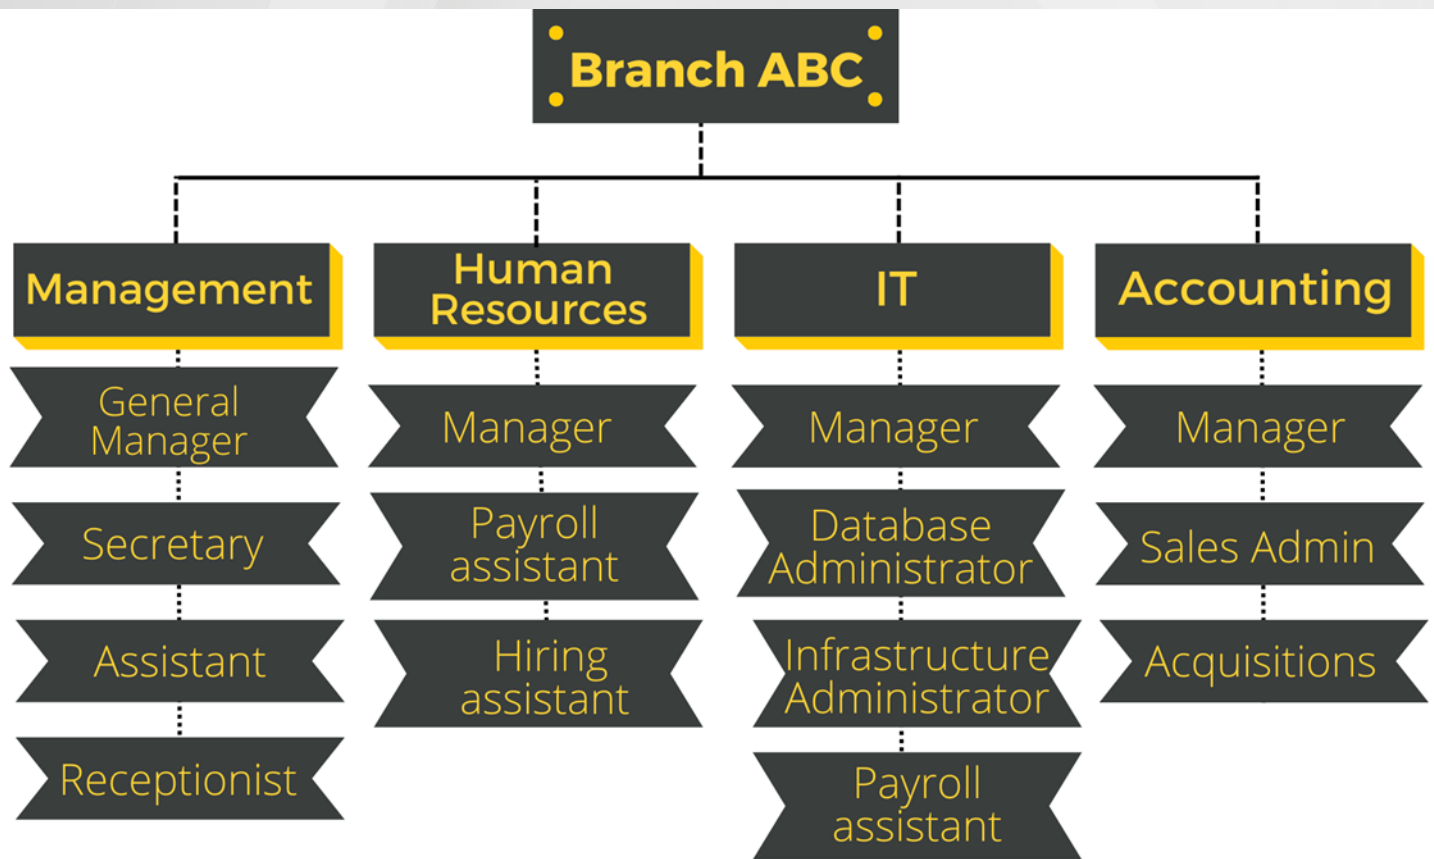 Branch ABC
Management
Human
Resources
IT
Accounting
General
Manager
Secretary
Assistant
Receptionist
Manager
Payroll
assistant
Hiring
assistant
Manager
Database
Administrator
Infrastructure
Administrator
Payroll
assistant
Manager
Sales Admin
Acquisitions